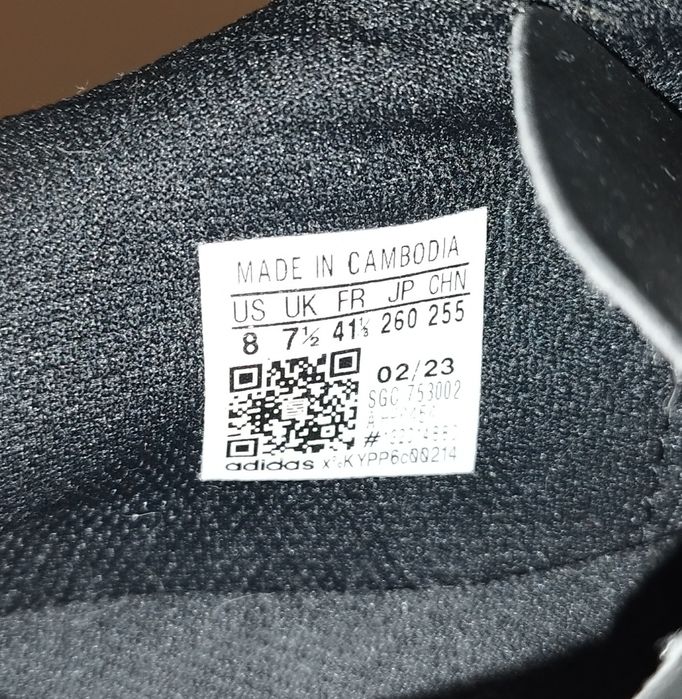 MADE IN CAMBODIA
US UK FR JP CHN
8 7½ 41⅓ 260 255
02/23
SGC 753002
#
adidas KYPP6c00214